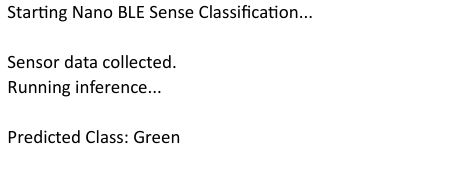 Starting Nano BLE Sense Classification...
Sensor data collected.
Running inference...
Predicted Class: Green